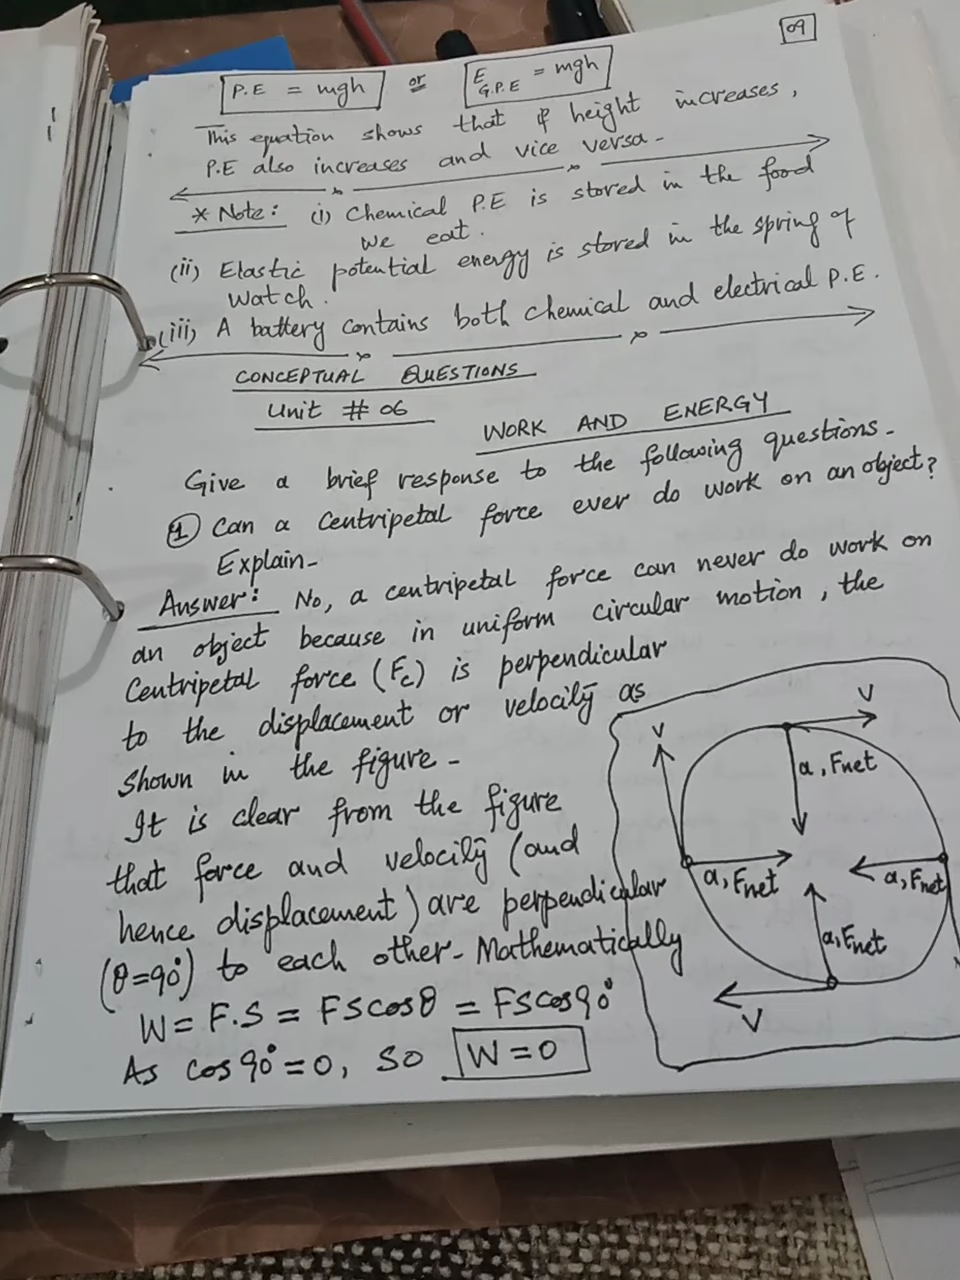 09
P.E = mgh or E G.P.E = mgh
This equation shows that if height increases,
P.E also increases and vice versa-
* Note: (i) Chemical P.E is stored in the food
we eat.
(ii) Elastic potential energy is stored in the spring of
watch.
(iii) A battery contains both chemical and electrical P.E.
CONCEPTUAL QUESTIONS
Unit # 06
WORK AND ENERGY
Give a brief response to the following questions-
1 Can a Centripetal force ever do work on an object?
Explain-
Answer: No, a centripetal force can never do work on
an object because in uniform circular motion, the
Centripetal force (Fc) is perpendicular
to the displacement or velocity as
shown in the figure-
It is clear from the figure
that force and velocity (and
hence displacement) are perpendicular
(θ=90°) to each other- Mathematically
W = F.S = FScosθ = FScos90°
As cos90°=0, so W=0
V
V
a, Fnet
a, Fnet
a, Fnet
a, Fnet
V